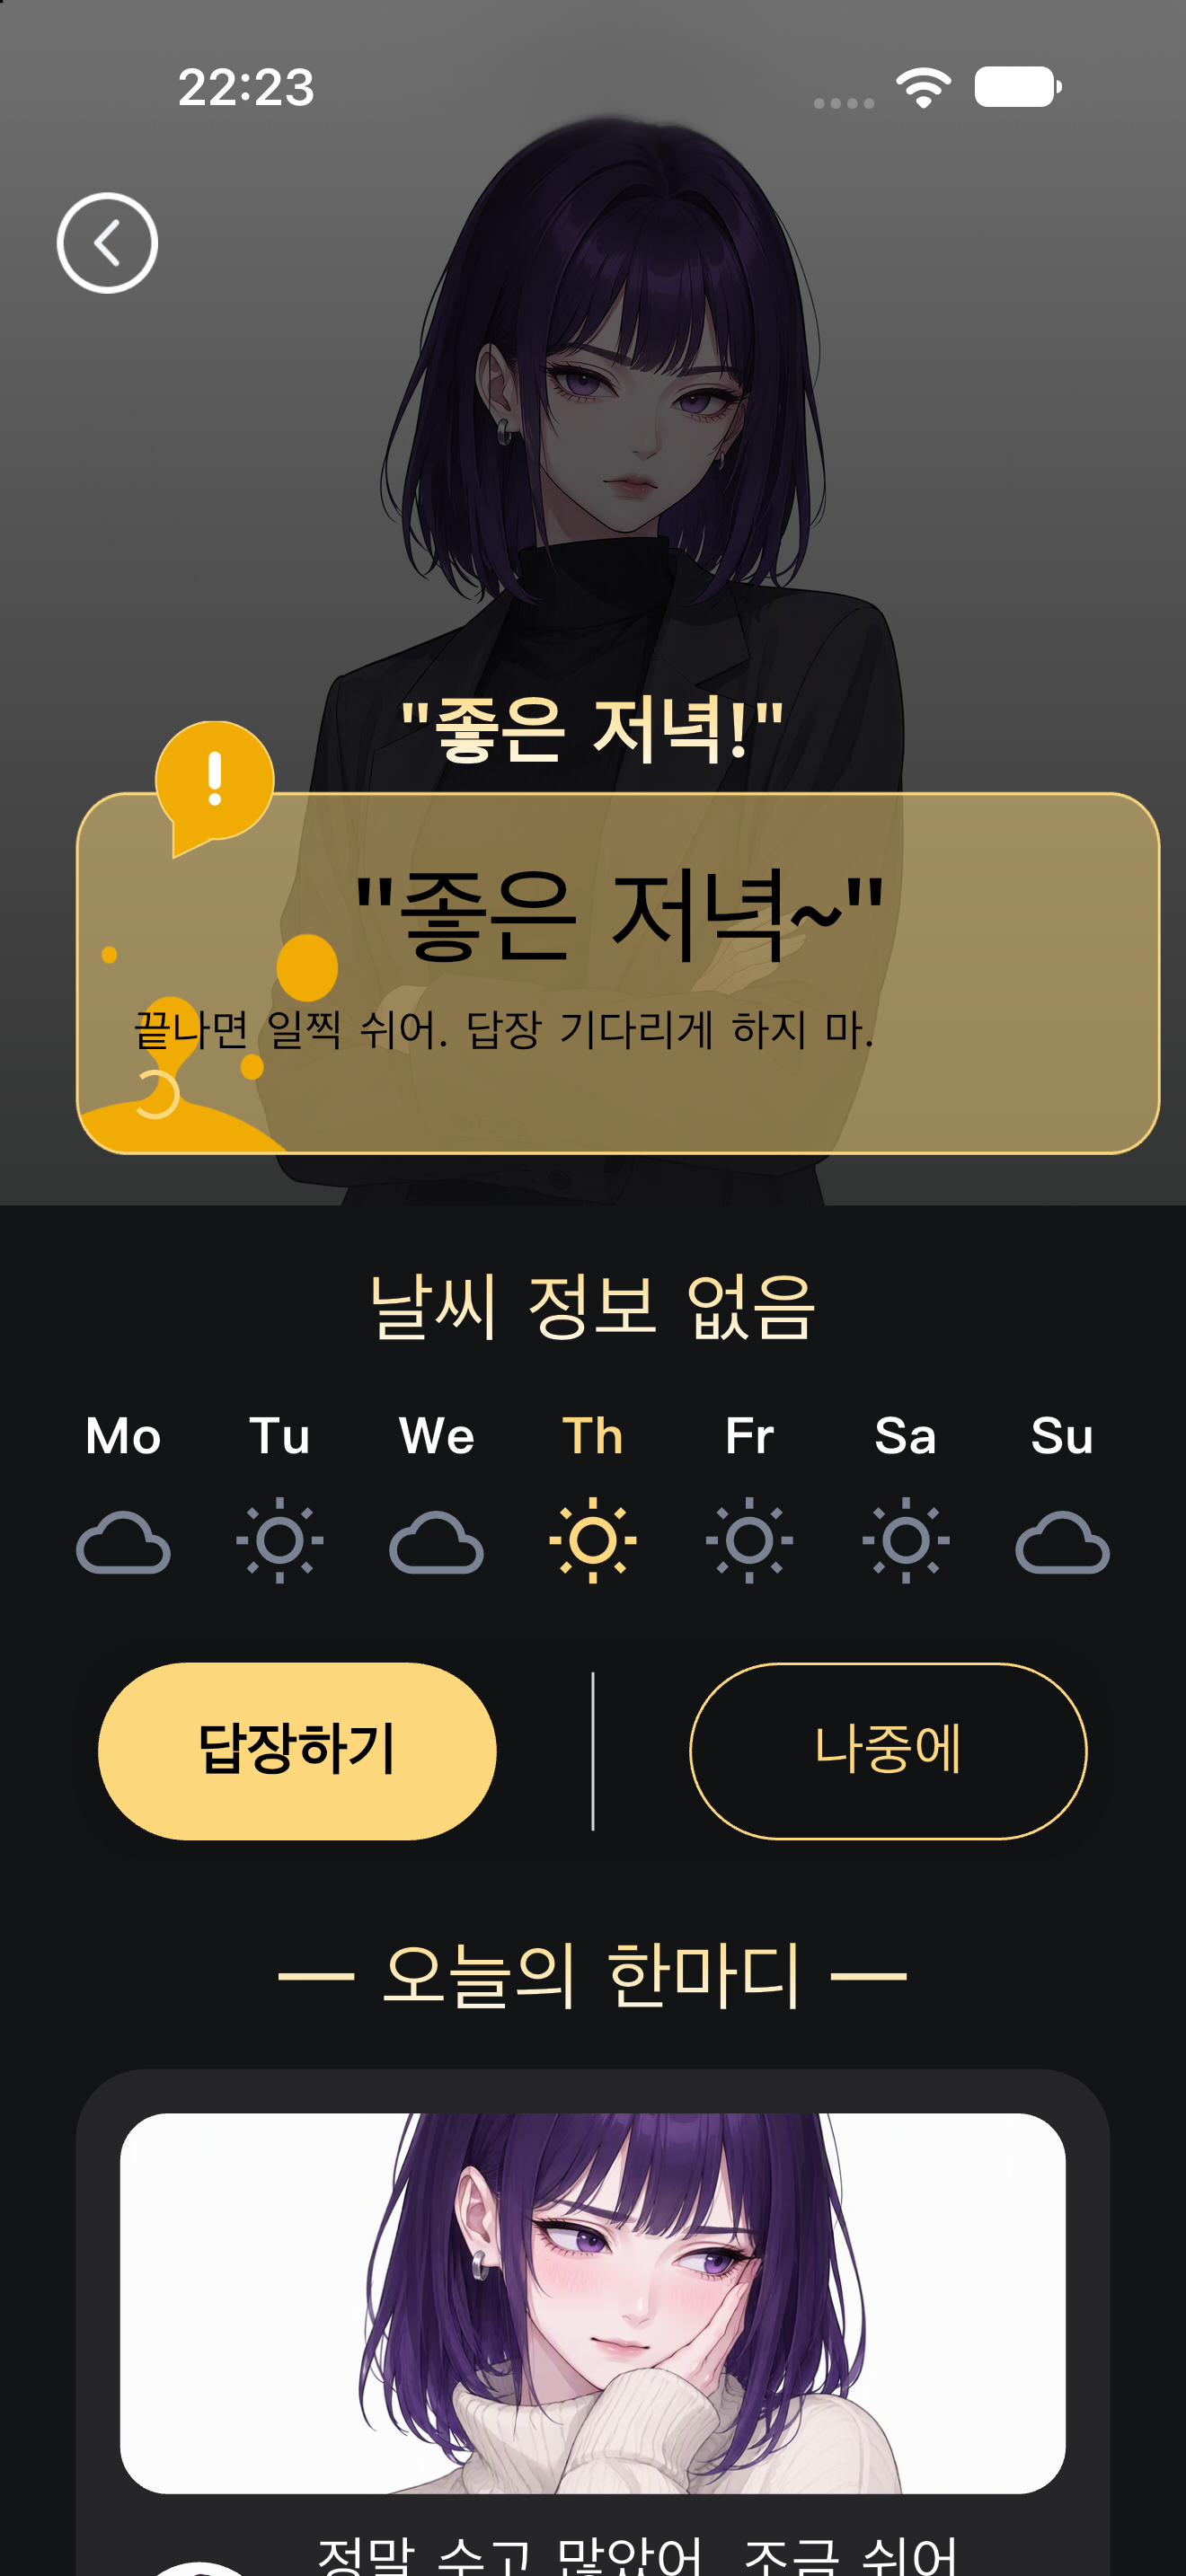 22:23
"좋은 저녁!"
"좋은 저녁~"
끝나면 일찍 쉬어. 답장 기다리게 하지 마.
날씨 정보 없음
Mo Tu We Th Fr Sa Su
답장하기 나중에
— 오늘의 한마디 —
정말 수고 많았어. 조금 쉬어